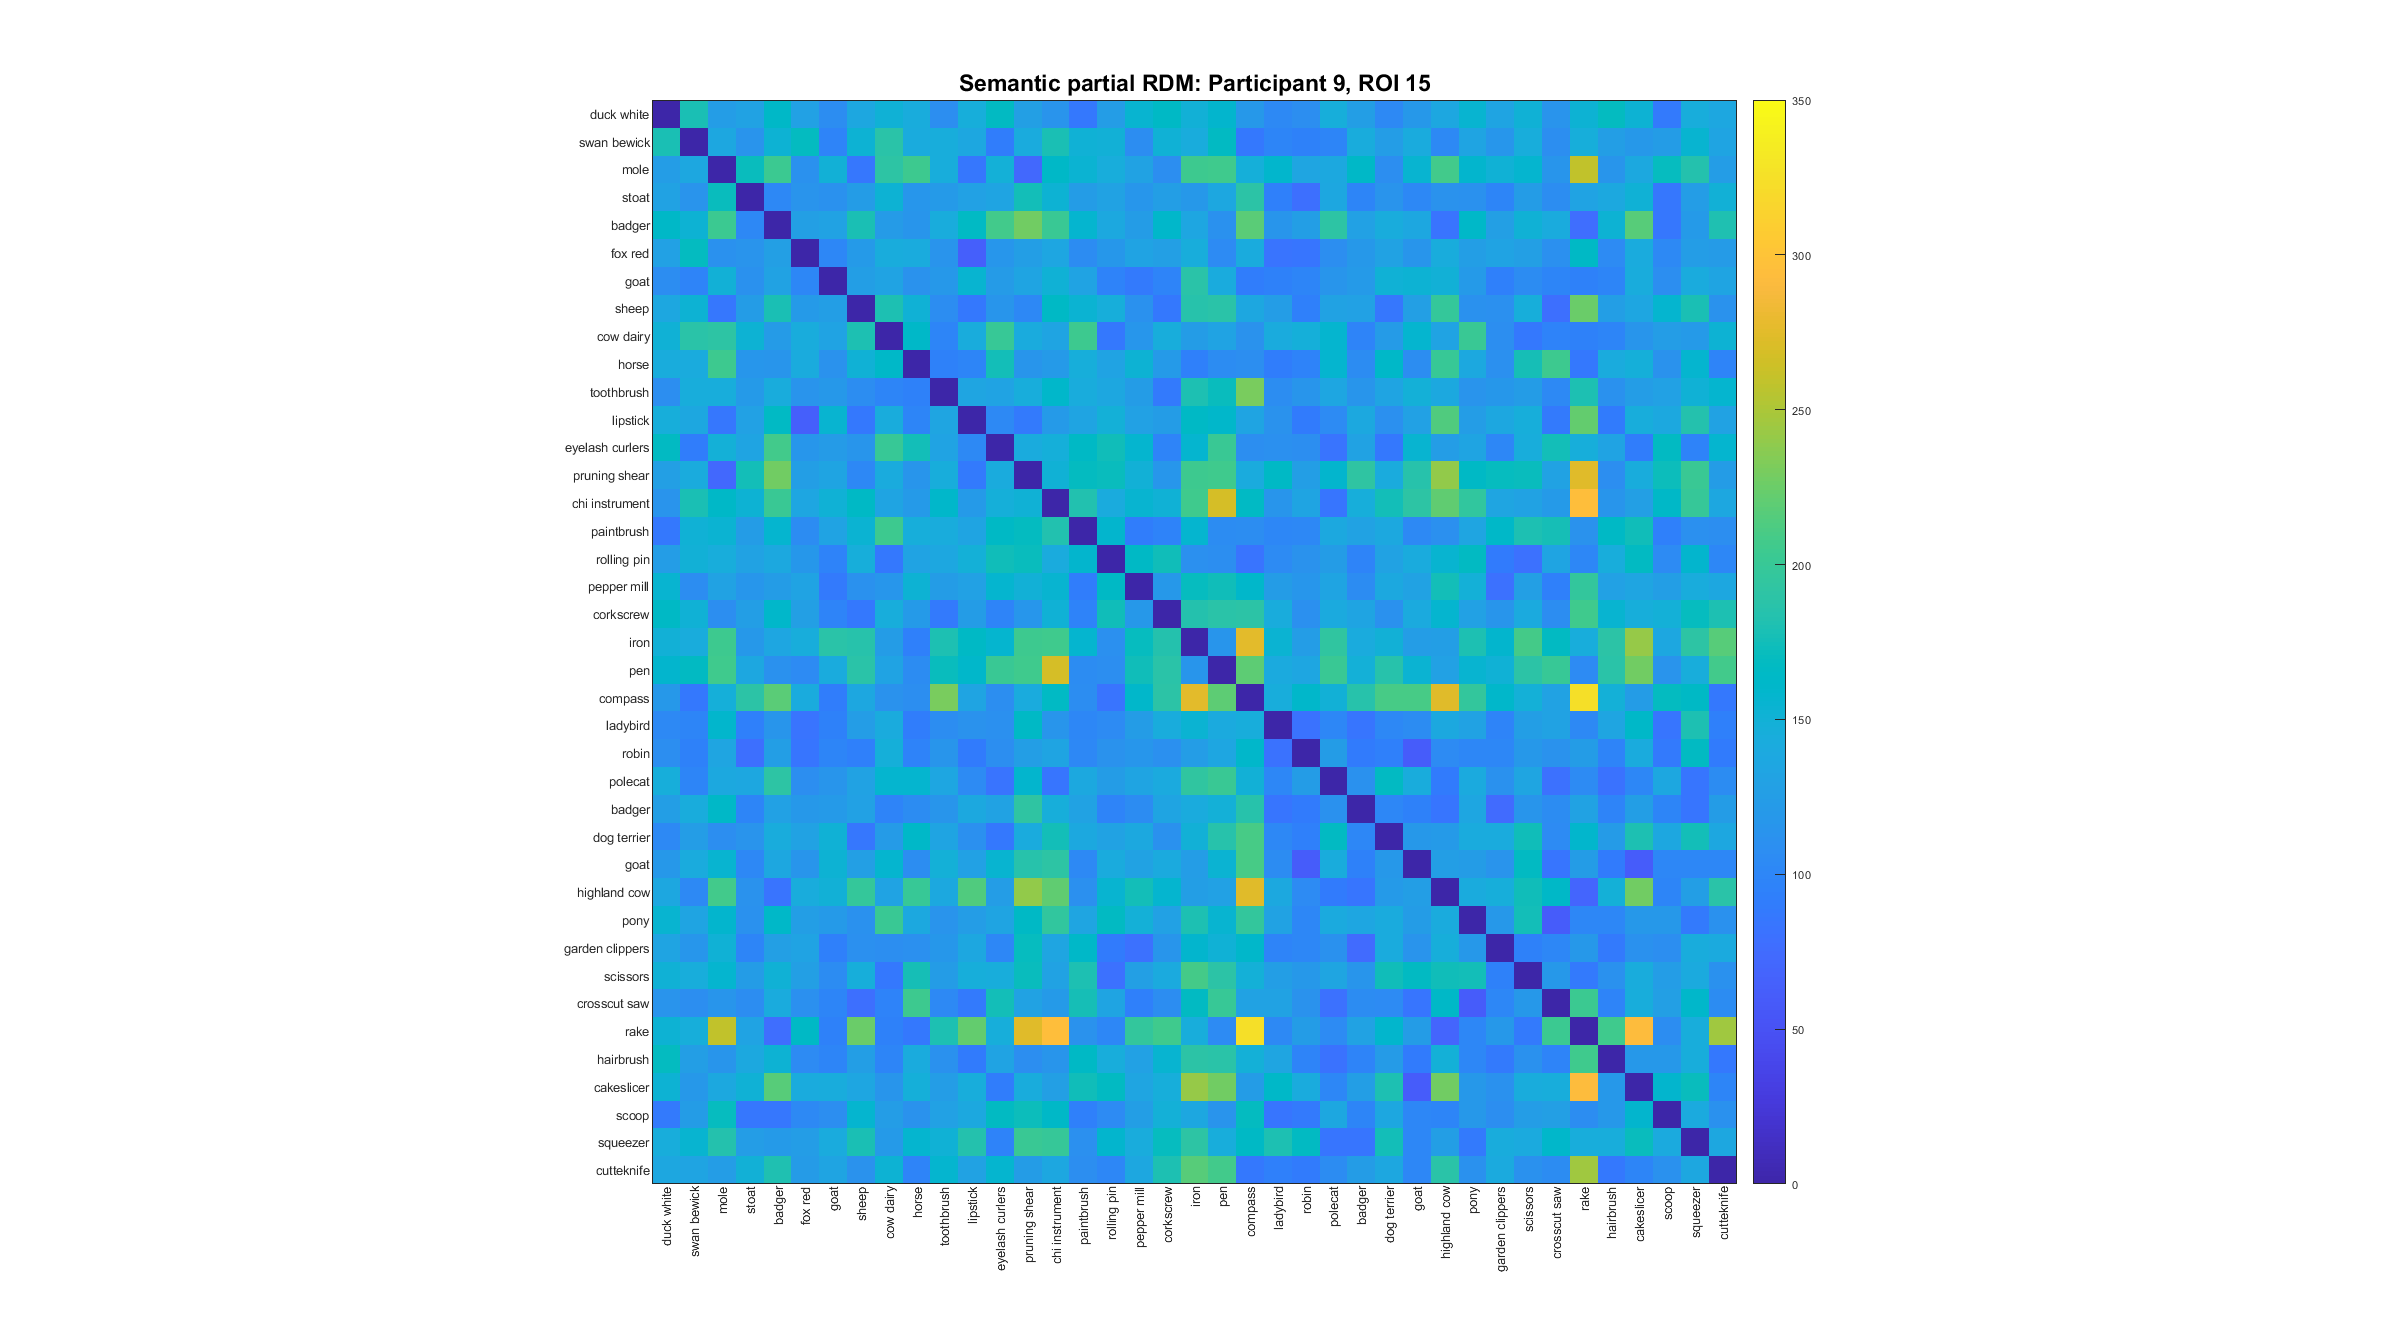 Semantic partial RDM: Participant 9, ROI 15
duck white
swan bewick
mole
stoat
badger
fox red
goat
sheep
cow dairy
horse
toothbrush
lipstick
eyelash curlers
pruning shear
chi instrument
paintbrush
rolling pin
pepper mill
corkscrew
iron
pen
compass
ladybird
robin
polecat
badger
dog terrier
goat
highland cow
pony
garden clippers
scissors
crosscut saw
rake
hairbrush
cakeslicer
scoop
squeezer
cutteknife
duck white
swan bewick
mole
stoat
badger
fox red
goat
sheep
cow dairy
horse
toothbrush
lipstick
eyelash curlers
pruning shear
chi instrument
paintbrush
rolling pin
pepper mill
corkscrew
iron
pen
compass
ladybird
robin
polecat
badger
dog terrier
goat
highland cow
pony
garden clippers
scissors
crosscut saw
rake
hairbrush
cakeslicer
scoop
squeezer
cutteknife
350
300
250
200
150
100
50
0